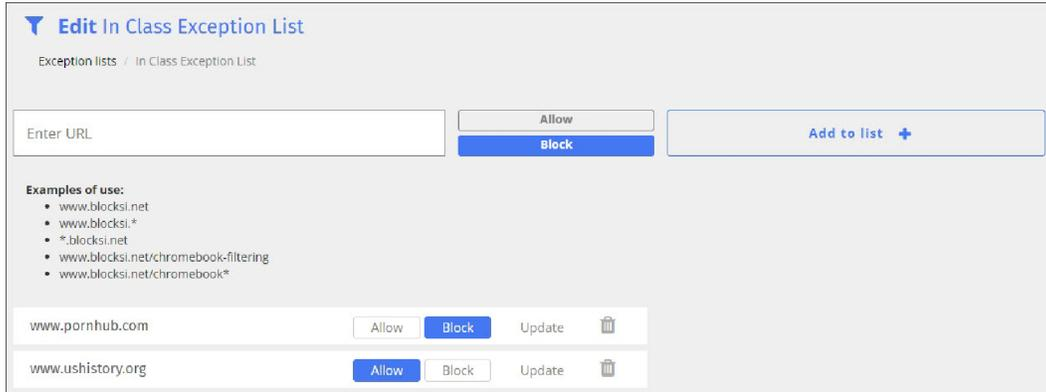 Edit In Class Exception List
Exception lists / In Class Exception List
Enter URL
Allow
Block
Add to list +
Examples of use:
• www.blocksi.net
• www.blocksi.*
• *.blocksi.net
• www.blocksi.net/chromebook-filtering
• www.blocksi.net/chromebook*
www.pornhub.com Allow Block Update
www.ushistory.org Allow Block Update